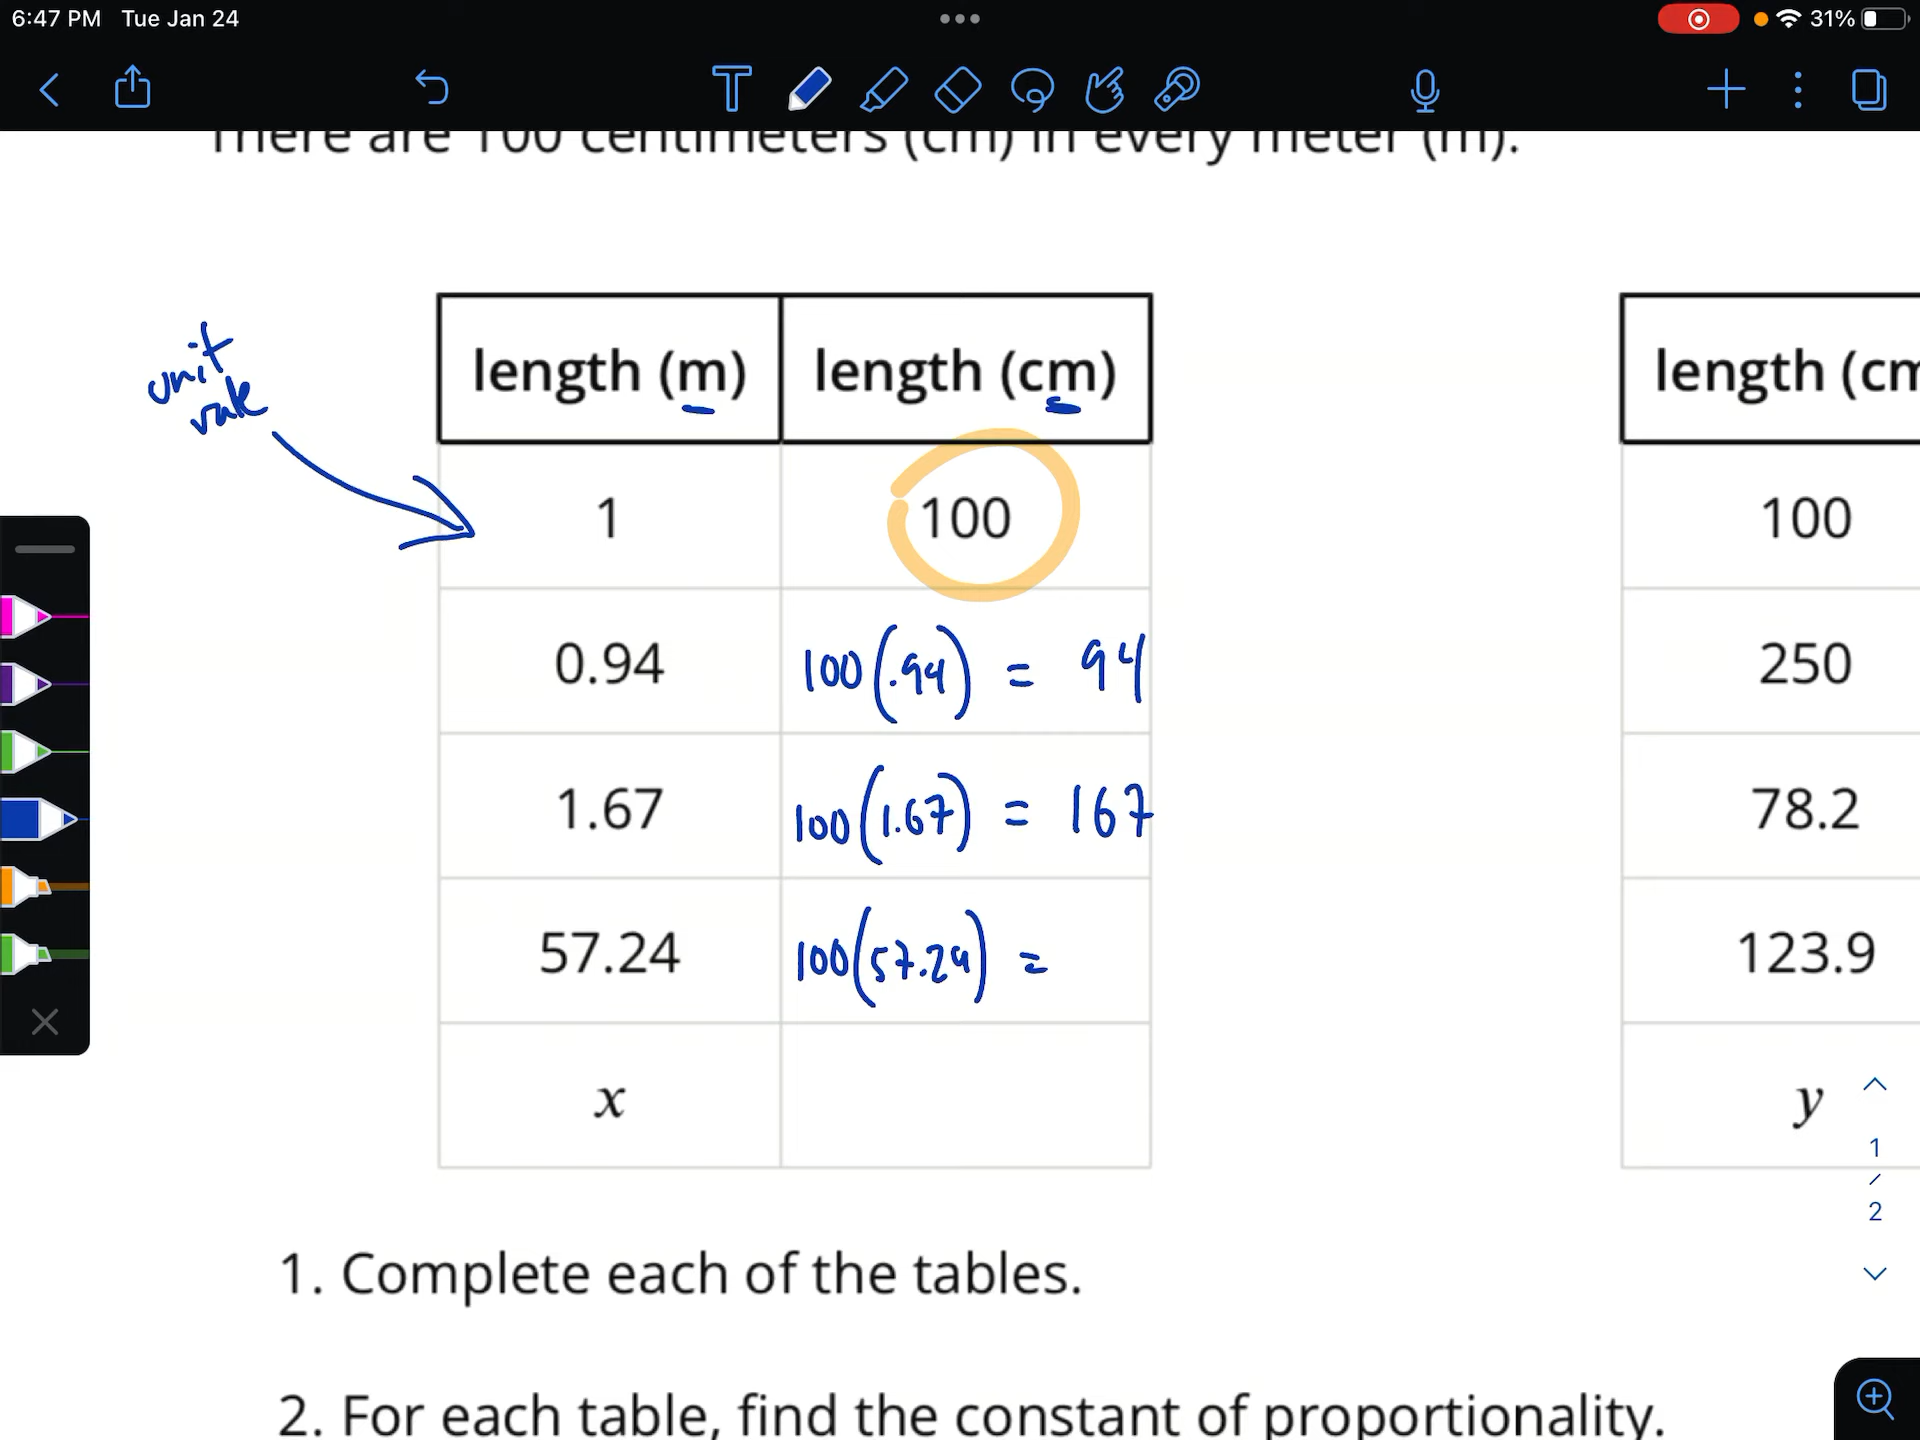 6:47 PM Tue Jan 24
31%
There are 100 centimeters (cm) in every meter (m).
unit
rate
length (m) length (cm)
1 100
0.94 100(.94) = 94
1.67 100(1.67) = 167
57.24 100(57.24) =
x
length (cm
100
250
78.2
123.9
y
1
/
2
1. Complete each of the tables.
2. For each table, find the constant of proportionality.